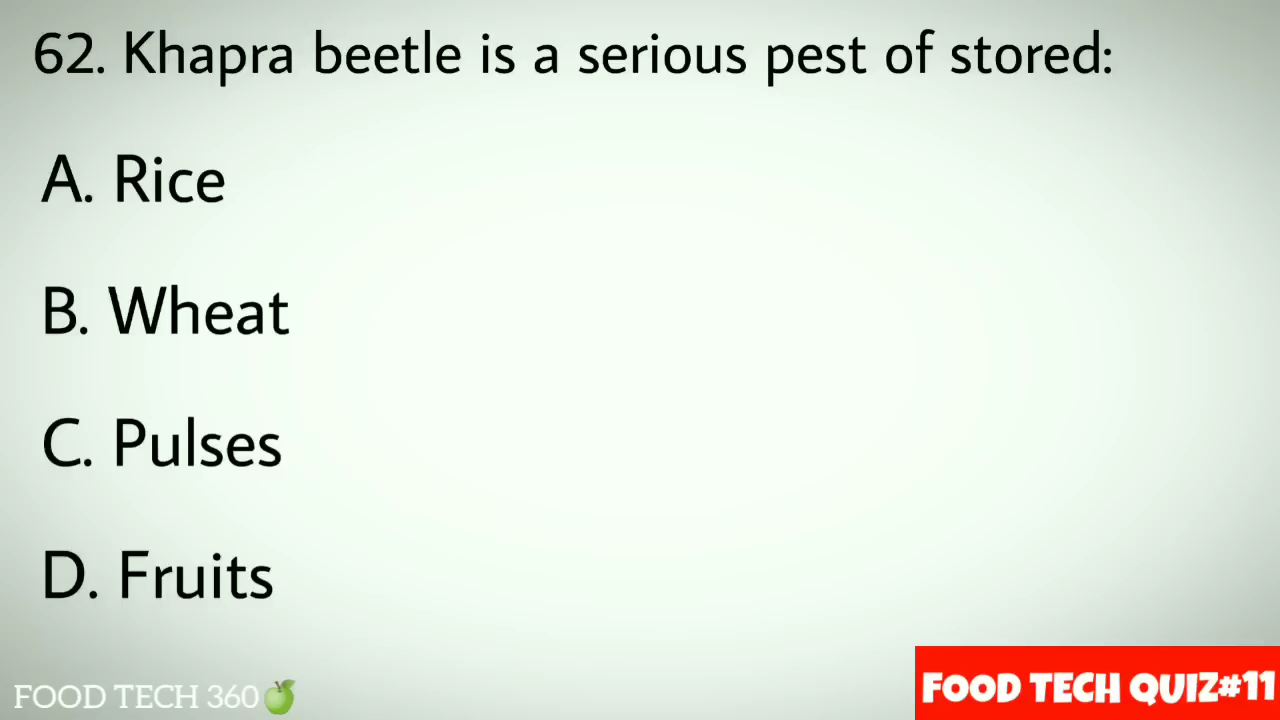 62. Khapra beetle is a serious pest of stored:
A. Rice
B. Wheat
C. Pulses
D. Fruits
FOOD TECH 360
FOOD TECH QUIZ#11